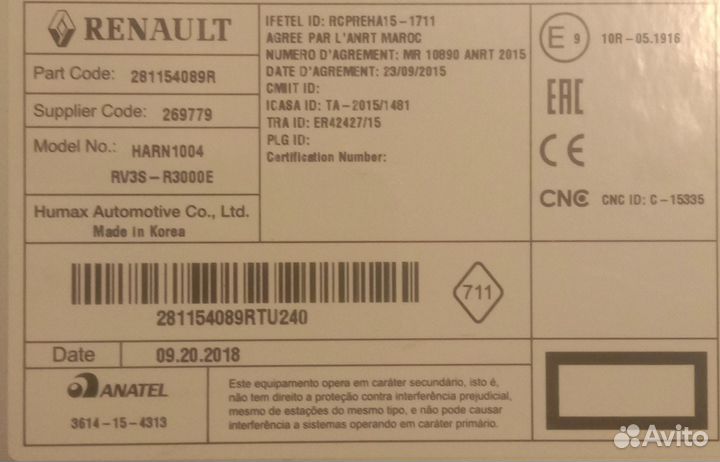 RENAULT
Part Code: 281154089R
Supplier Code: 269779
Model No.: HARN1004
RV3S-R3000E
Humax Automotive Co., Ltd.
Made in Korea
IFETEL ID: RCPREHA15-1711
AGREE PAR L'ANRT MAROC
NUMERO D'AGREMENT: MR 10890 ANRT 2015
DATE D'AGREMENT: 23/09/2015
CMIIT ID:
ICASA ID: TA-2015/1481
TRA ID: ER42427/15
PLG ID:
Certification Number:
E9 10R-05.1916
EAC
CE
CNC CNC ID: C-15335
281154089RTU240
711
Date 09.20.2018
ANATEL
3614-15-4313
Este equipamento opera em caráter secundário, isto é,
não tem direito a proteção contra interferência prejudicial,
mesmo de estações do mesmo tipo, e não pode causar
interferência a sistemas operando em caráter primário.
Avito